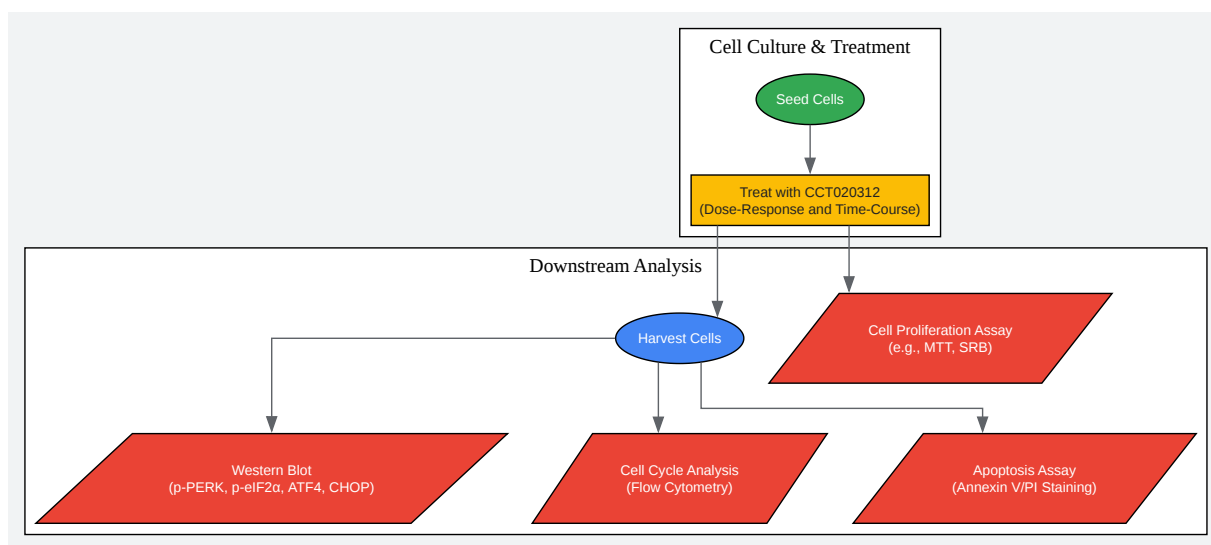 Cell Culture & Treatment
Seed Cells
Treat with CCT020312
(Dose-Response and Time-Course)
Downstream Analysis
Harvest Cells
Cell Proliferation Assay
(e.g., MTT, SRB)
Western Blot
(p-PERK, p-eIF2α, ATF4, CHOP)
Cell Cycle Analysis
(Flow Cytometry)
Apoptosis Assay
(Annexin V/PI Staining)